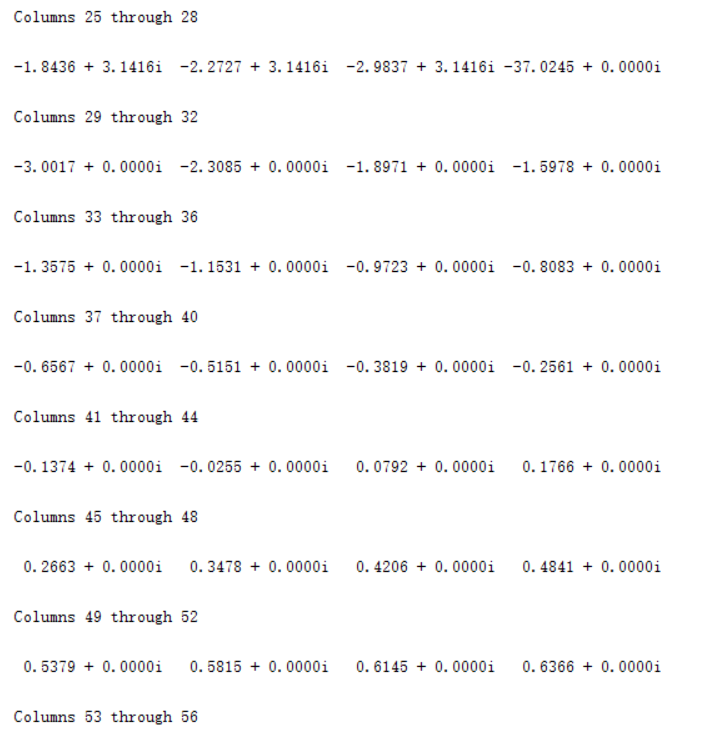 Columns 25 through 28
-1.8436 + 3.1416i  -2.2727 + 3.1416i  -2.9837 + 3.1416i -37.0245 + 0.0000i
Columns 29 through 32
-3.0017 + 0.0000i  -2.3085 + 0.0000i  -1.8971 + 0.0000i  -1.5978 + 0.0000i
Columns 33 through 36
-1.3575 + 0.0000i  -1.1531 + 0.0000i  -0.9723 + 0.0000i  -0.8083 + 0.0000i
Columns 37 through 40
-0.6567 + 0.0000i  -0.5151 + 0.0000i  -0.3819 + 0.0000i  -0.2561 + 0.0000i
Columns 41 through 44
-0.1374 + 0.0000i  -0.0255 + 0.0000i   0.0792 + 0.0000i   0.1766 + 0.0000i
Columns 45 through 48
0.2663 + 0.0000i   0.3478 + 0.0000i   0.4206 + 0.0000i   0.4841 + 0.0000i
Columns 49 through 52
0.5379 + 0.0000i   0.5815 + 0.0000i   0.6145 + 0.0000i   0.6366 + 0.0000i
Columns 53 through 56